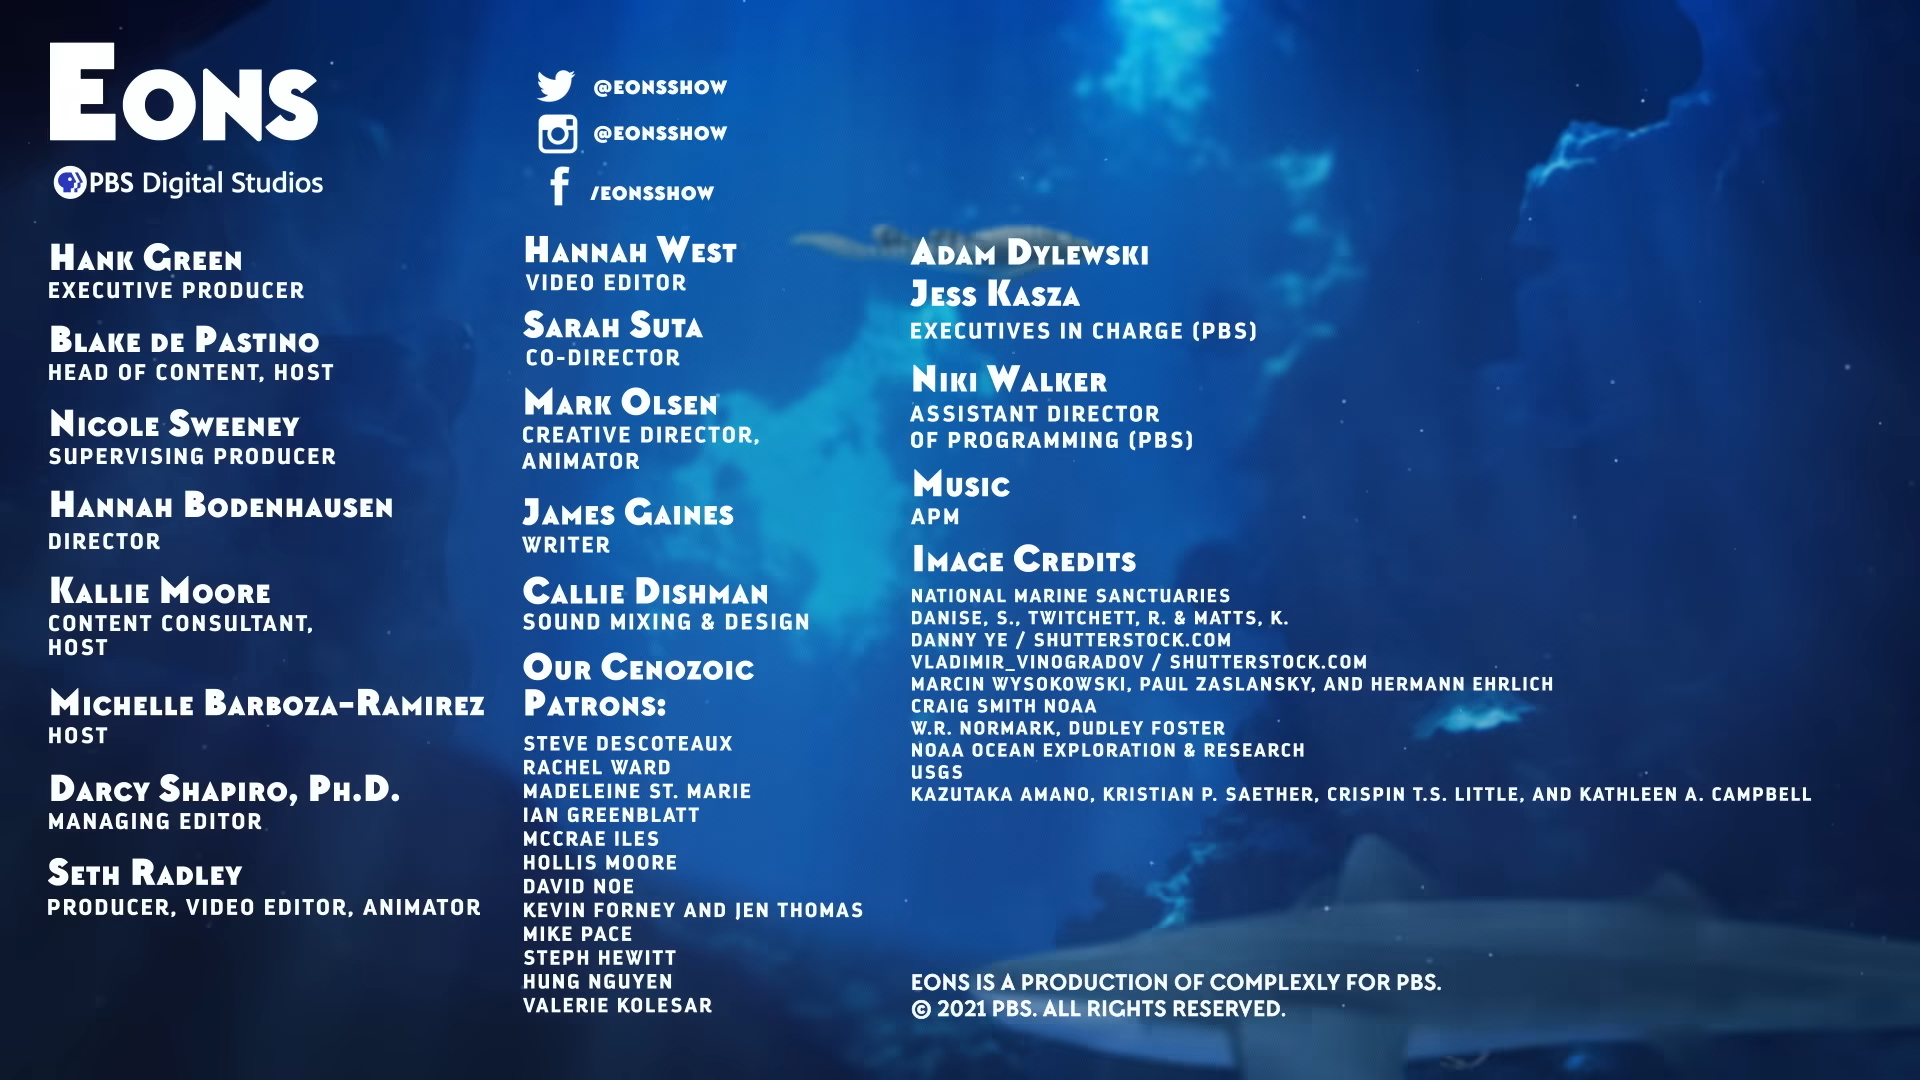 EONS
PBS Digital Studios
@EONSSHOW
@EONSSHOW
/EONSSHOW
HANK GREEN
EXECUTIVE PRODUCER
BLAKE DE PASTINO
HEAD OF CONTENT, HOST
NICOLE SWEENEY
SUPERVISING PRODUCER
HANNAH BODENHAUSEN
DIRECTOR
KALLIE MOORE
CONTENT CONSULTANT,
HOST
MICHELLE BARBOZA-RAMIREZ
HOST
DARCY SHAPIRO, PH.D.
MANAGING EDITOR
SETH RADLEY
PRODUCER, VIDEO EDITOR, ANIMATOR
HANNAH WEST
VIDEO EDITOR
SARAH SUTA
CO-DIRECTOR
MARK OLSEN
CREATIVE DIRECTOR,
ANIMATOR
JAMES GAINES
WRITER
CALLIE DISHMAN
SOUND MIXING & DESIGN
OUR CENOZOIC
PATRONS:
STEVE DESCOTEAUX
RACHEL WARD
MADELEINE ST. MARIE
IAN GREENBLATT
MCCRAE ILES
HOLLIS MOORE
DAVID NOE
KEVIN FORNEY AND JEN THOMAS
MIKE PACE
STEPH HEWITT
HUNG NGUYEN
VALERIE KOLESAR
ADAM DYLEWSKI
JESS KASZA
EXECUTIVES IN CHARGE (PBS)
NIKI WALKER
ASSISTANT DIRECTOR
OF PROGRAMMING (PBS)
MUSIC
APM
IMAGE CREDITS
NATIONAL MARINE SANCTUARIES
DANISE, S., TWITCHETT, R. & MATTS, K.
DANNY YE / SHUTTERSTOCK.COM
VLADIMIR_VINOGRADOV / SHUTTERSTOCK.COM
MARCIN WYSOKOWSKI, PAUL ZASLANSKY, AND HERMANN EHRLICH
CRAIG SMITH NOAA
W.R. NORMARK, DUDLEY FOSTER
NOAA OCEAN EXPLORATION & RESEARCH
USGS
KAZUTAKA AMANO, KRISTIAN P. SAETHER, CRISPIN T.S. LITTLE, AND KATHLEEN A. CAMPBELL
EONS IS A PRODUCTION OF COMPLEXLY FOR PBS.
© 2021 PBS. ALL RIGHTS RESERVED.